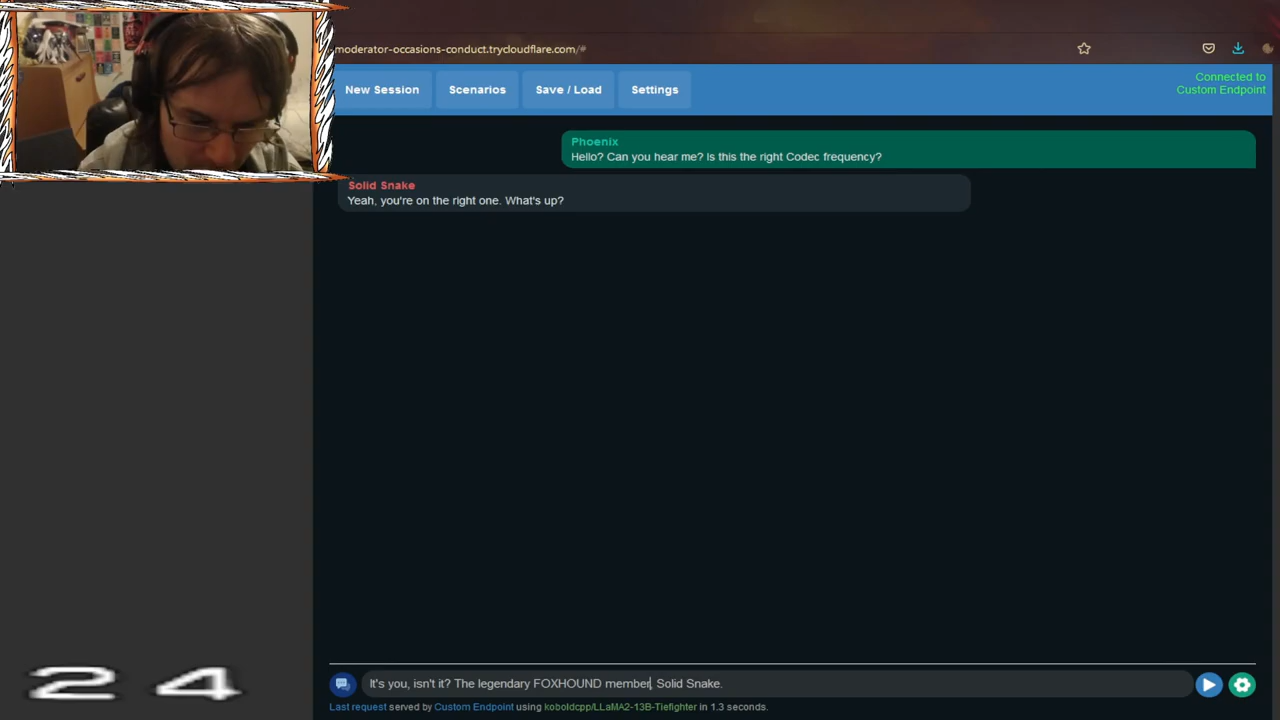 moderator-occasions-conduct.trycloudflare.com/#
New Session Scenarios Save / Load Settings
Connected to
Custom Endpoint
Phoenix
Hello? Can you hear me? Is this the right Codec frequency?
Solid Snake
Yeah, you're on the right one. What's up?
It's you, isn't it? The legendary FOXHOUND member, Solid Snake.
Last request served by Custom Endpoint using koboldcpp/LLaMA2-13B-Tiefighter in 1.3 seconds.
2 4